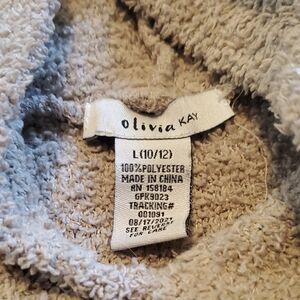 olivia KAY
L(10/12)
100%POLYESTER
MADE IN CHINA
RN 158184
GPK9023
TRACKING#
001091
08/17/2021
SEE REVERSE
FOR CARE